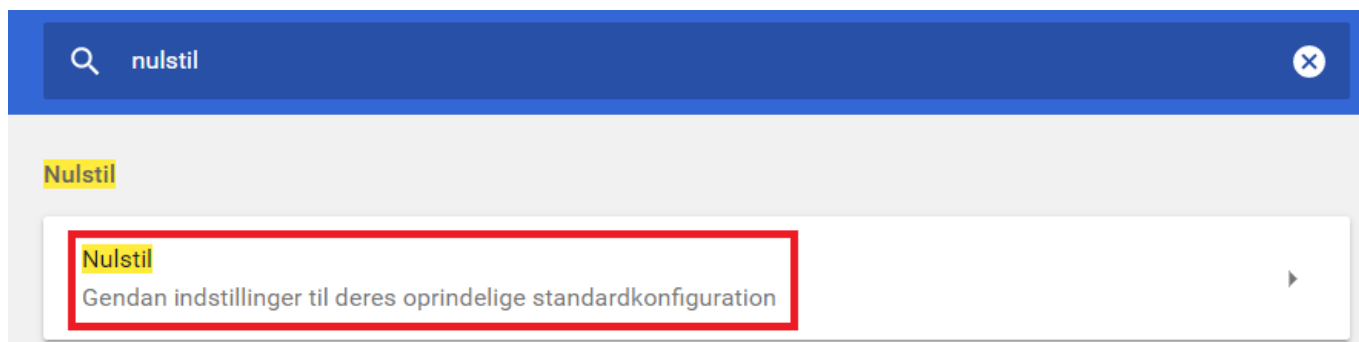 nulstil
Nulstil
Nulstil
Gendan indstillinger til deres oprindelige standardkonfiguration